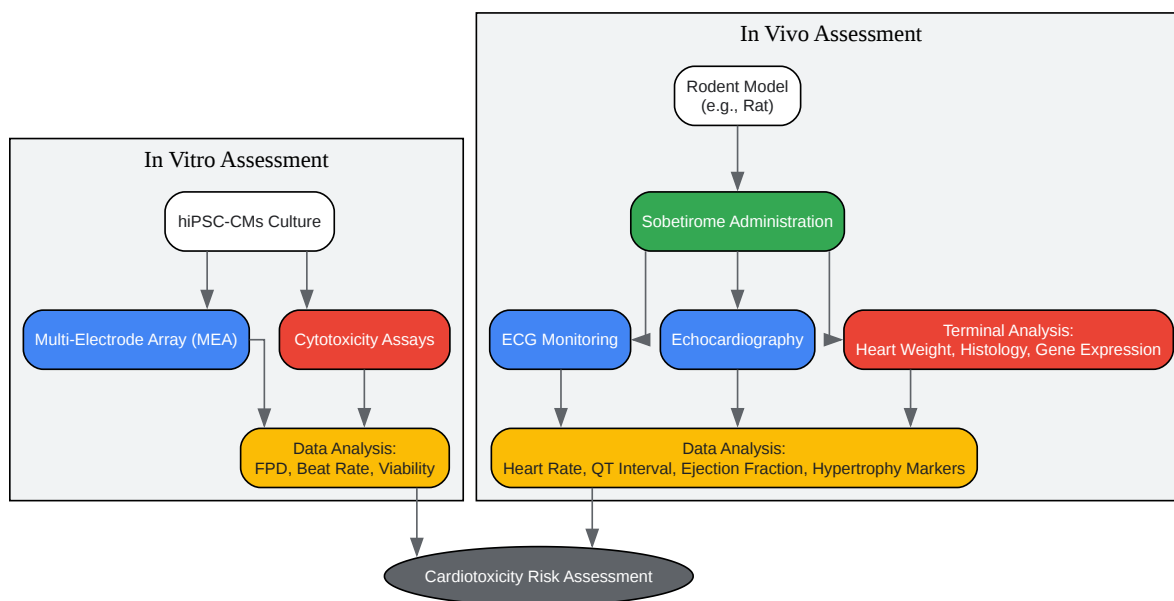 In Vitro Assessment
hiPSC-CMs Culture
Multi-Electrode Array (MEA)
Cytotoxicity Assays
Data Analysis:
FPD, Beat Rate, Viability
In Vivo Assessment
Rodent Model
(e.g., Rat)
Sobetirome Administration
ECG Monitoring
Echocardiography
Terminal Analysis:
Heart Weight, Histology, Gene Expression
Data Analysis:
Heart Rate, QT Interval, Ejection Fraction, Hypertrophy Markers
Cardiotoxicity Risk Assessment